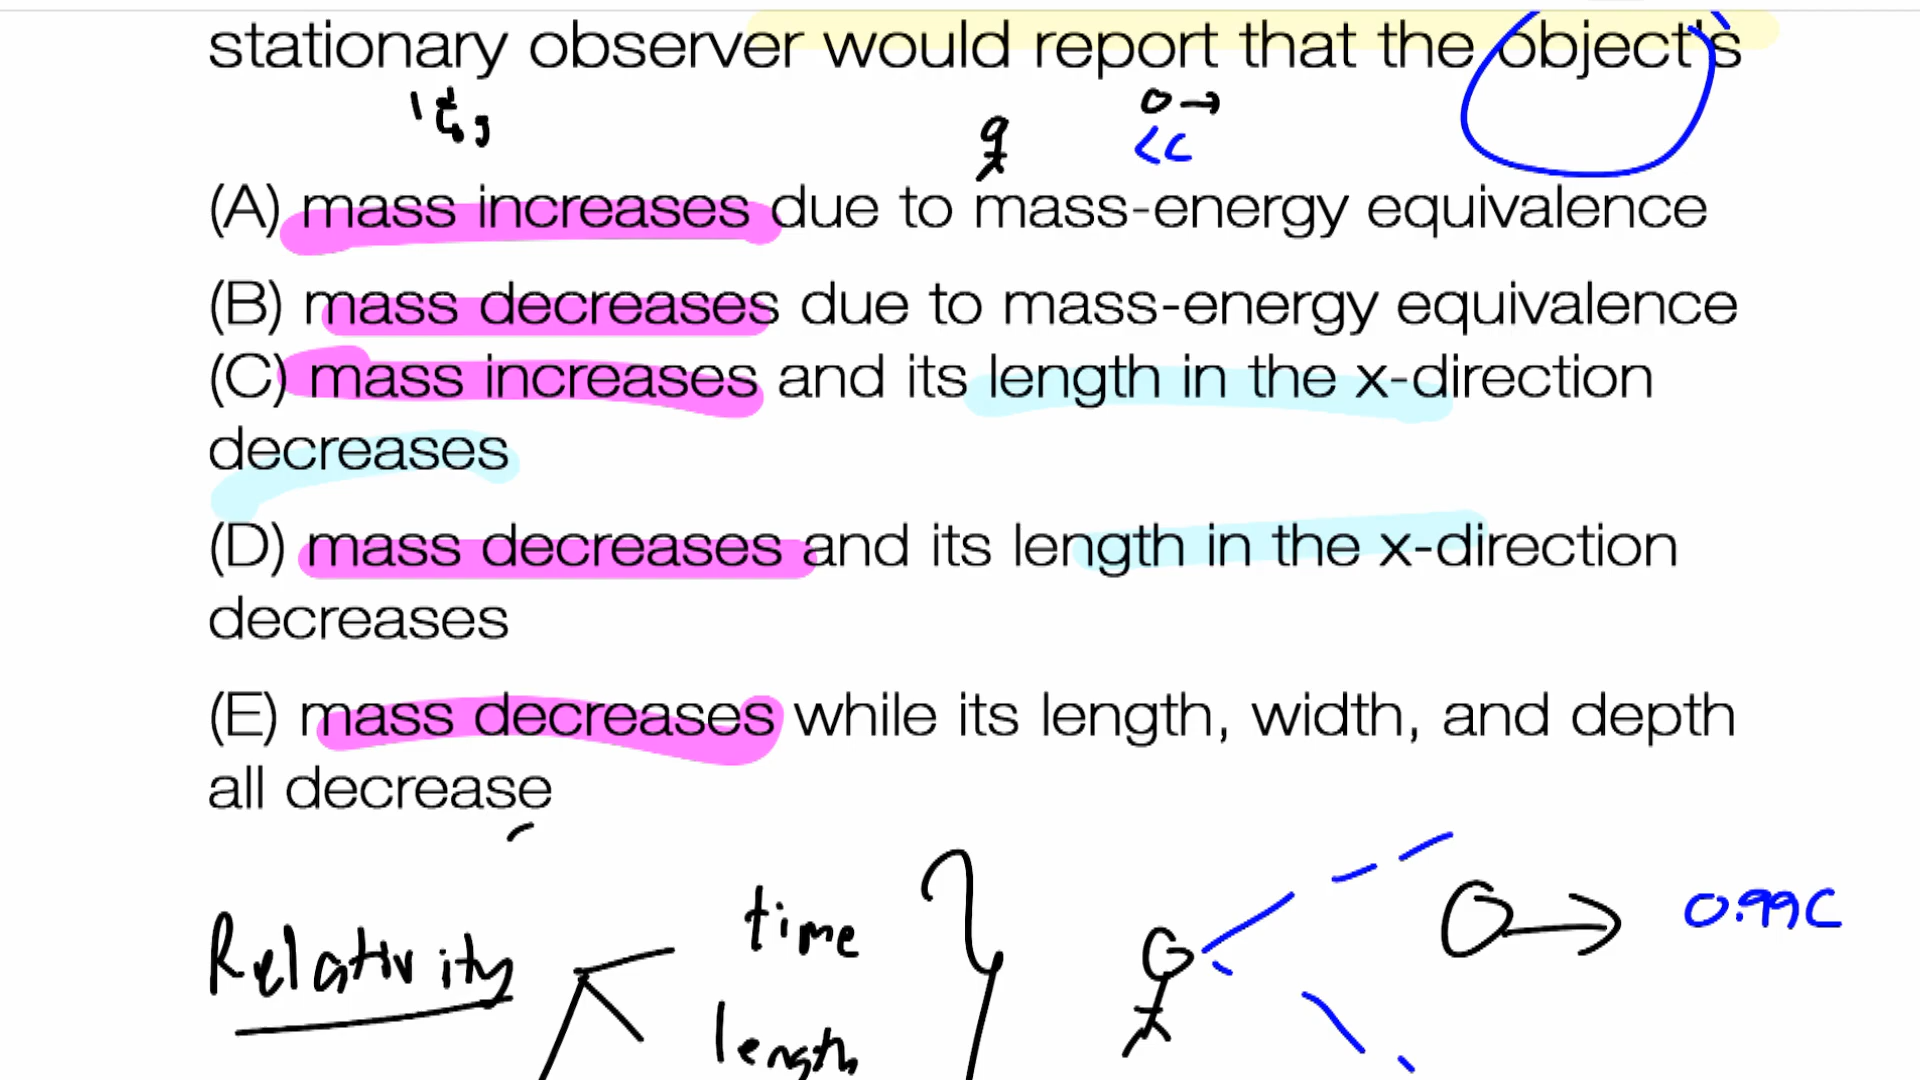 stationary observer would report that the object's
<c
(A) mass increases due to mass-energy equivalence
(B) mass decreases due to mass-energy equivalence
(C) mass increases and its length in the x-direction
decreases
(D) mass decreases and its length in the x-direction
decreases
(E) mass decreases while its length, width, and depth
all decrease
time
0.99C
Relativity
length